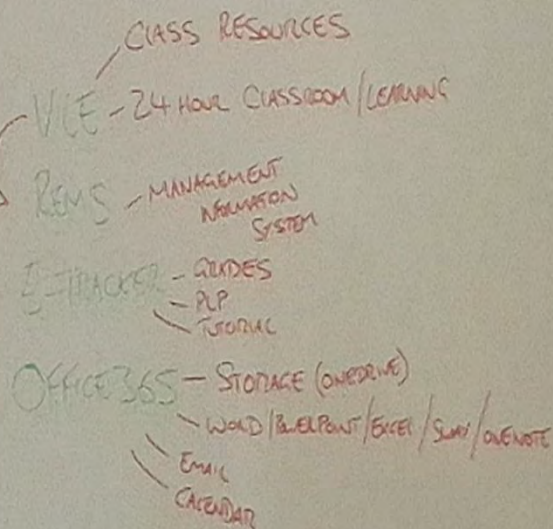 CLASS RESOURCES
VLE - 24 HOUR CLASSROOM/LEARNING
REMS - MANAGEMENT
INFORMATION
SYSTEM
E-TRACKER - GRADES
- PLP
- TUTORIAL
OFFICE365 - STORAGE (ONEDRIVE)
- WORD/POWERPOINT/EXCEL/SWAY/ONENOTE
EMAIL
CALENDAR